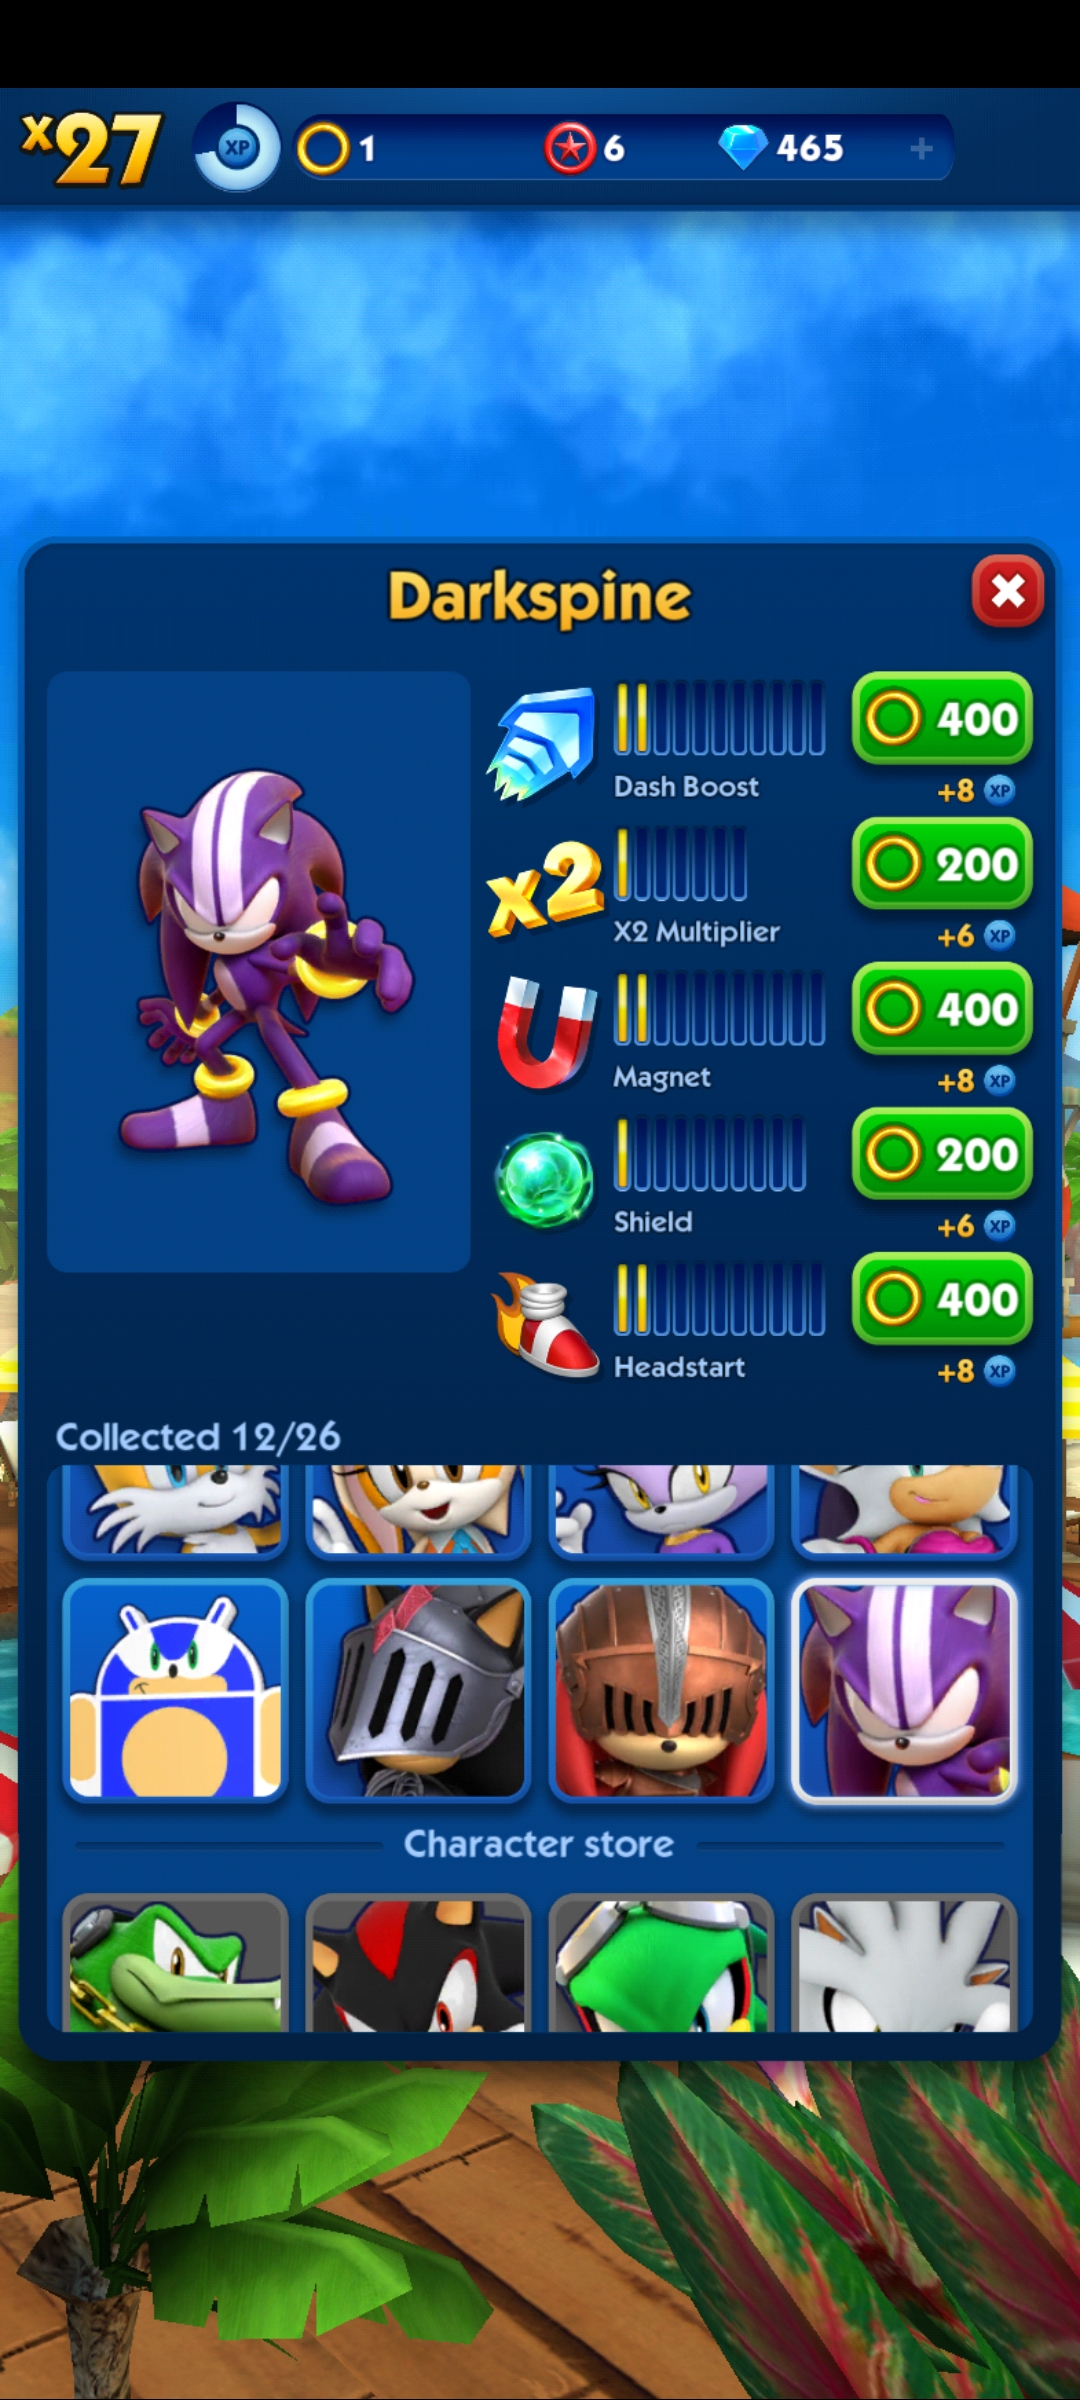 x27
XP
1
6
465
+
Darkspine
400
Dash Boost
+8 XP
x2
200
X2 Multiplier
+6 XP
400
Magnet
+8 XP
200
Shield
+6 XP
400
Headstart
+8 XP
Collected 12/26
Character store